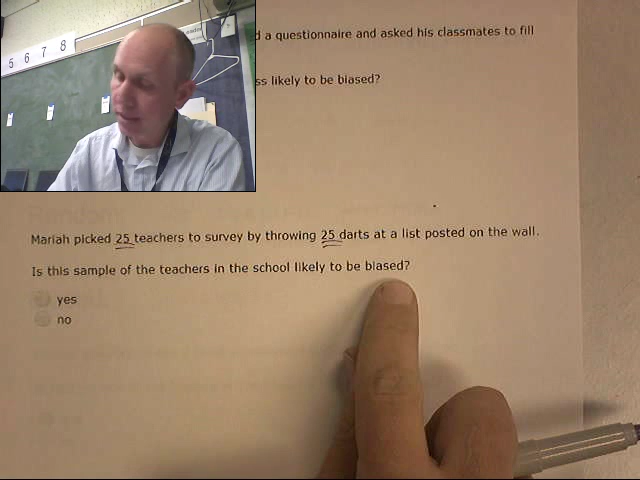 5 6 7 8
d a questionnaire and asked his classmates to fill
ss likely to be biased?
Mariah picked 25 teachers to survey by throwing 25 darts at a list posted on the wall.
Is this sample of the teachers in the school likely to be biased?
yes
no